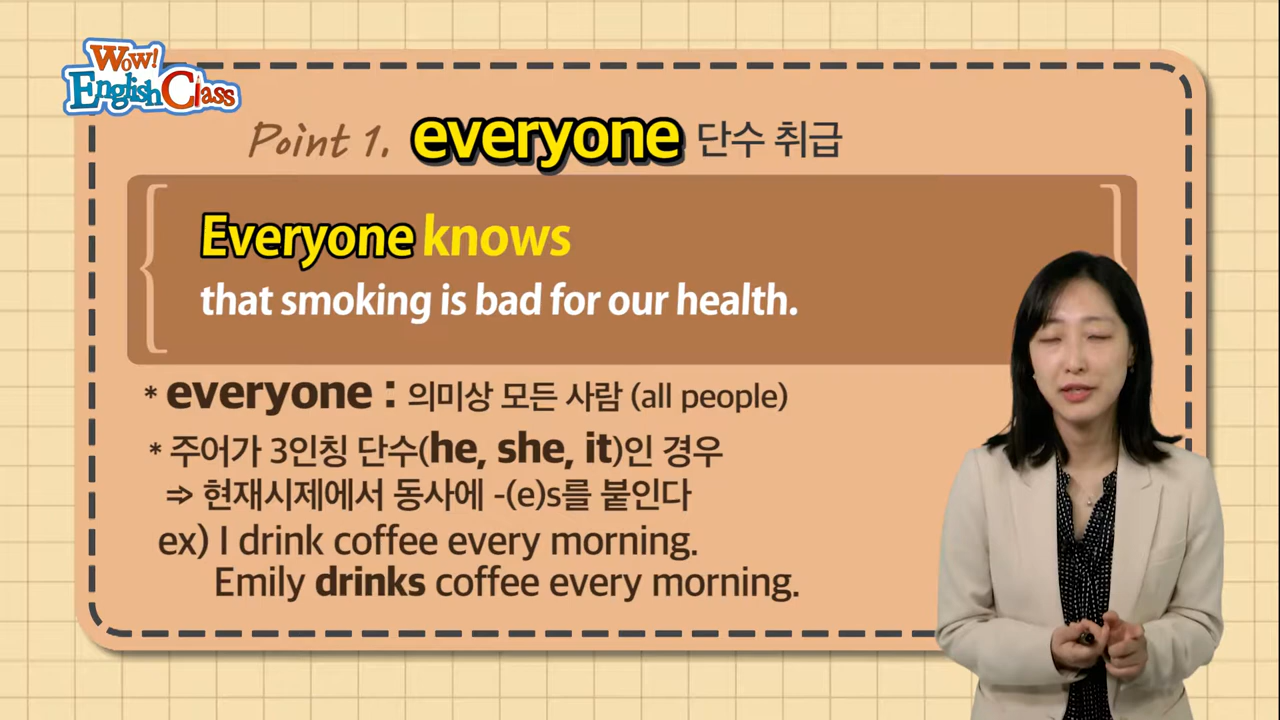 Wow!
English Class
Point 1. everyone 단수 취급
Everyone knows
that smoking is bad for our health.
* everyone : 의미상 모든 사람 (all people)
* 주어가 3인칭 단수(he, she, it)인 경우
⇒ 현재시제에서 동사에 -(e)s를 붙인다
ex) I drink coffee every morning.
Emily drinks coffee every morning.